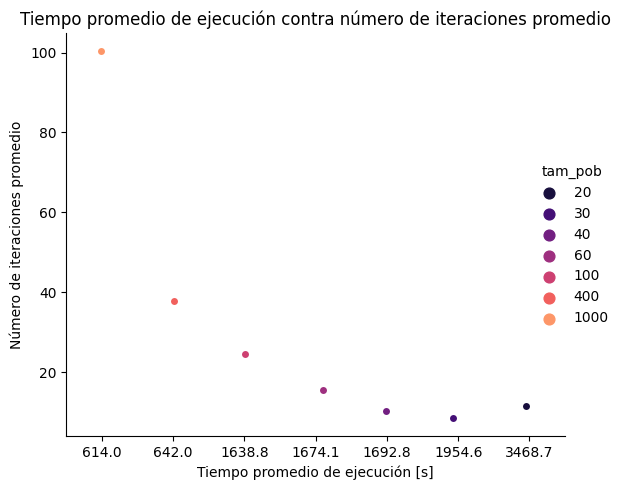 Tiempo promedio de ejecución contra número de iteraciones promedio
100
80
60
40
20
Número de iteraciones promedio
614.0 642.0 1638.8 1674.1 1692.8 1954.6 3468.7
Tiempo promedio de ejecución [s]
tam_pob
20
30
40
60
100
400
1000